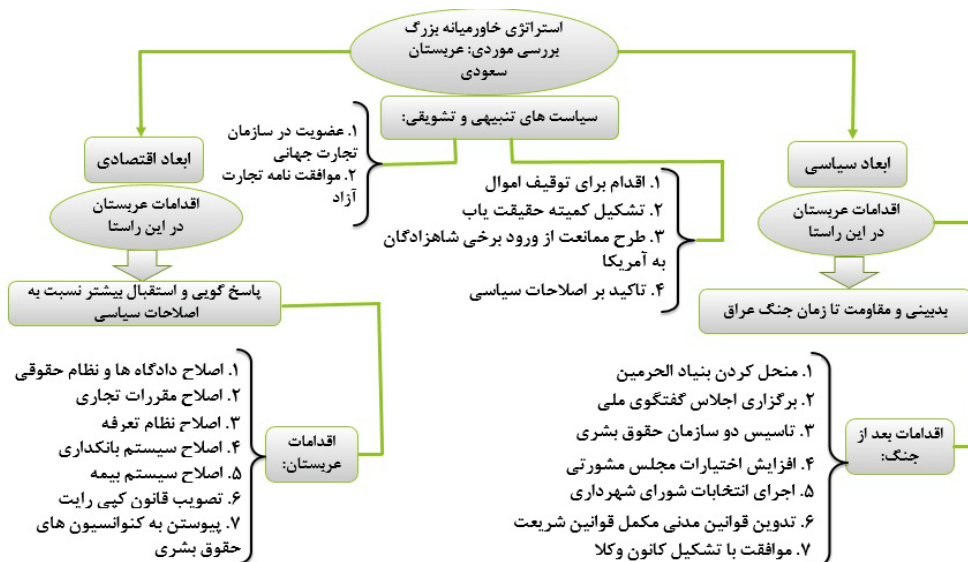 استراتژی خاورمیانه بزرگ
بررسی موردی: عربستان
سعودی
سیاست های تنبیهی و تشویقی:
ابعاد سیاسی
اقدامات عربستان
در این راستا
بدبینی و مقاومت تا زمان جنگ عراق
اقدامات بعد از
جنگ:
۱. منحل کردن بنیاد الحرمین
۲. برگزاری اجلاس گفتگوی ملی
۳. تاسیس دو سازمان حقوق بشری
۴. افزایش اختیارات مجلس مشورتی
۵. اجرای انتخابات شورای شهرداری
۶. تدوین قوانین مدنی مکمل قوانین شریعت
۷. موافقت با تشکیل کانون وکلا
۱. اقدام برای توقیف اموال
۲. تشکیل کمیته حقیقت یاب
۳. طرح ممانعت از ورود برخی شاهزادگان
به آمریکا
۴. تاکید بر اصلاحات سیاسی
۱. عضویت در سازمان
تجارت جهانی
۲. موافقت نامه تجارت
آزاد
ابعاد اقتصادی
اقدامات عربستان
در این راستا
پاسخ گویی و استقبال بیشتر نسبت به
اصلاحات سیاسی
اقدامات
عربستان:
۱. اصلاح دادگاه ها و نظام حقوقی
۲. اصلاح مقررات تجاری
۳. اصلاح نظام تعرفه
۴. اصلاح سیستم بانکداری
۵. اصلاح سیستم بیمه
۶. تصویب قانون کپی رایت
۷. پیوستن به کنوانسیون های
حقوق بشری